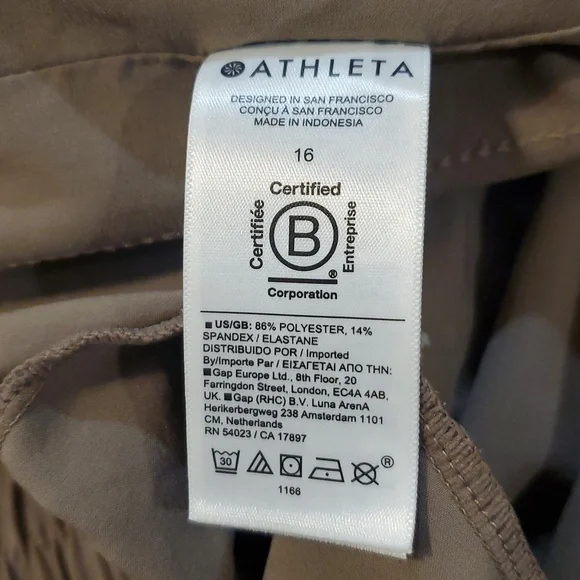 ATHLETA
DESIGNED IN SAN FRANCISCO
CONÇU À SAN FRANCISCO
MADE IN INDONESIA
16
Certified
Certifiée
B
Entreprise
®
Corporation
US/GB: 86% POLYESTER, 14%
SPANDEX / ELASTANE
DISTRIBUIDO POR / Imported
By/Importe Par / ΕΙΣΑΓΕΤΑΙ ΑΠΟ ΤΗΝ:
Gap Europe Ltd., 8th Floor, 20
Farringdon Street, London, EC4A 4AB,
UK. Gap (RHC) B.V. Luna ArenA
Herikerbergweg 238 Amsterdam 1101
CM, Netherlands
RN 54023 / CA 17897
30 ®
1166